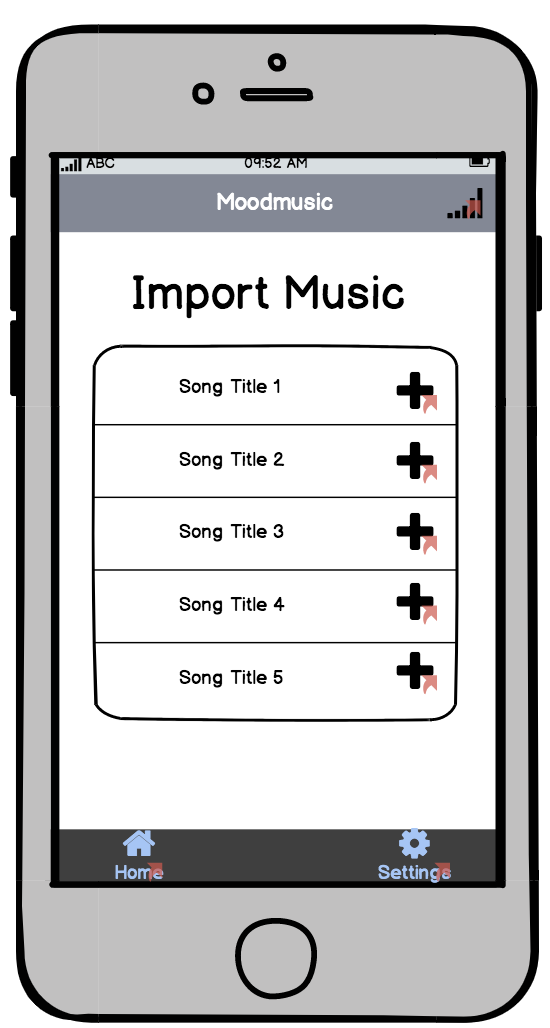 ABC 09:52 AM
Moodmusic
Import Music
Song Title 1
Song Title 2
Song Title 3
Song Title 4
Song Title 5
Home Settings